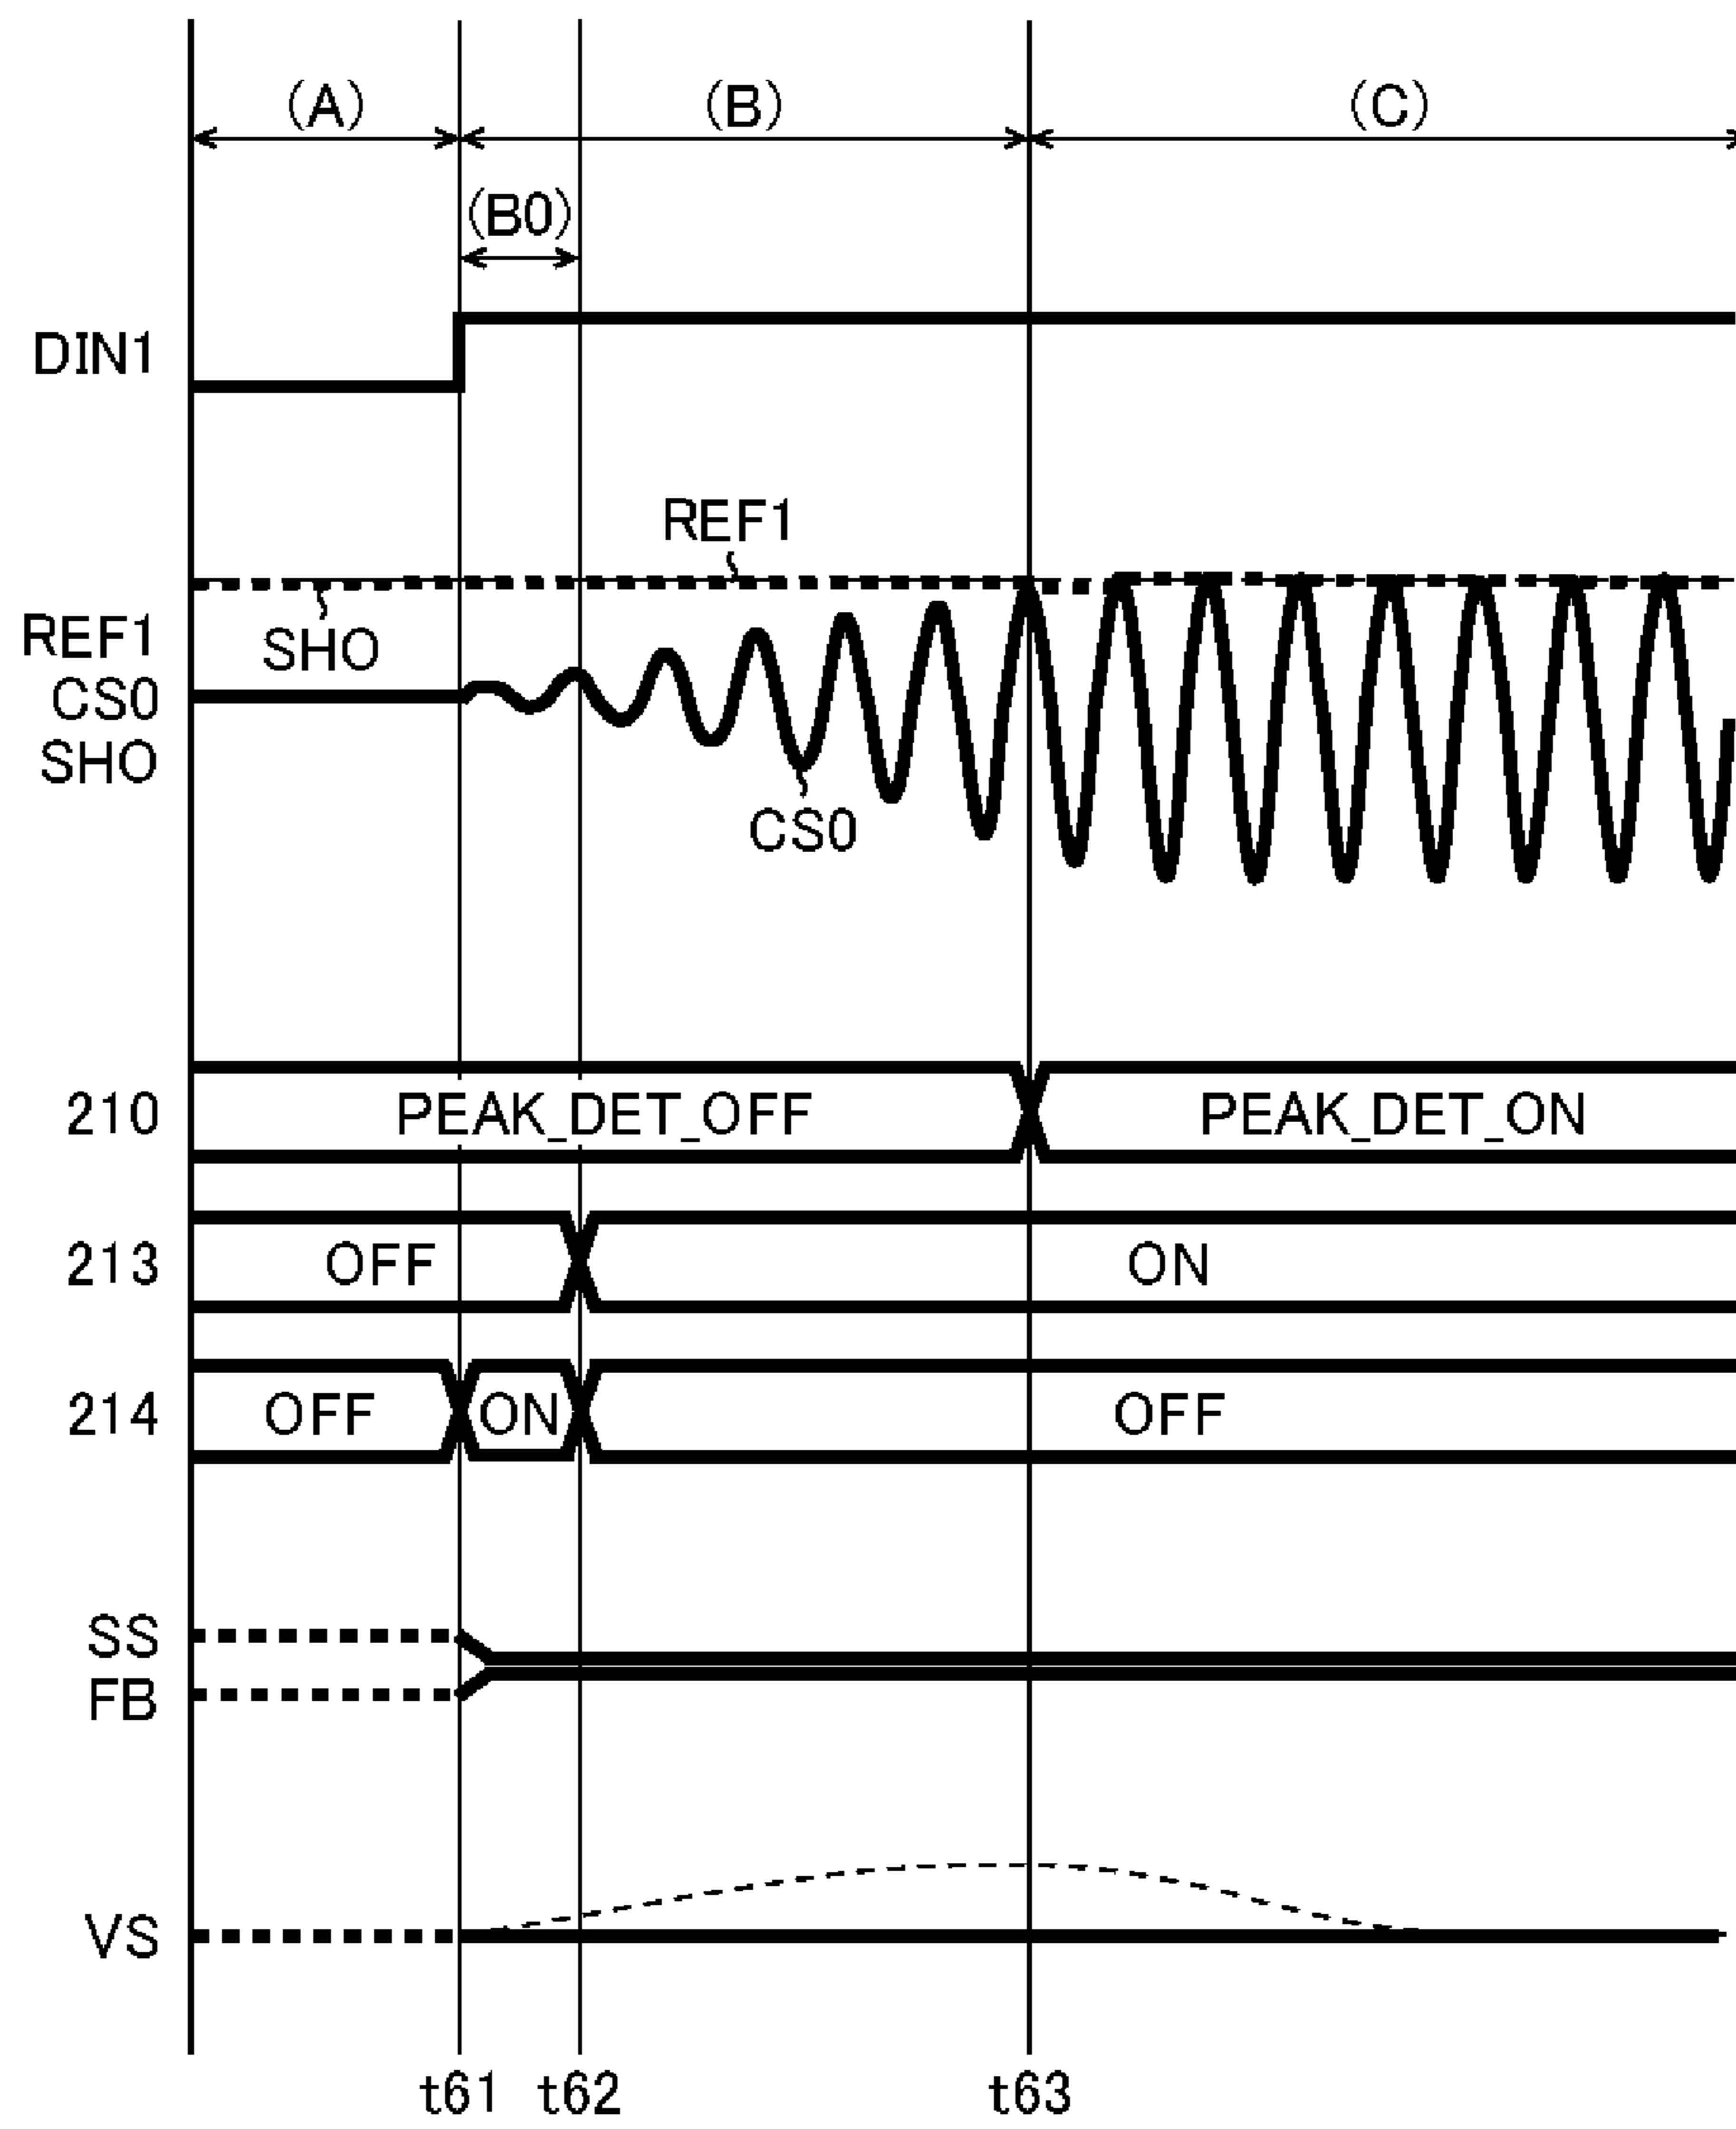 (A) (B) (C)
(B0)
DIN1
REF1
REF1
SHO
CS0
SHO
CS0
210 PEAK_DET_OFF PEAK_DET_ON
213 OFF ON
214 OFF ON OFF
SS
FB
VS
t61 t62 t63